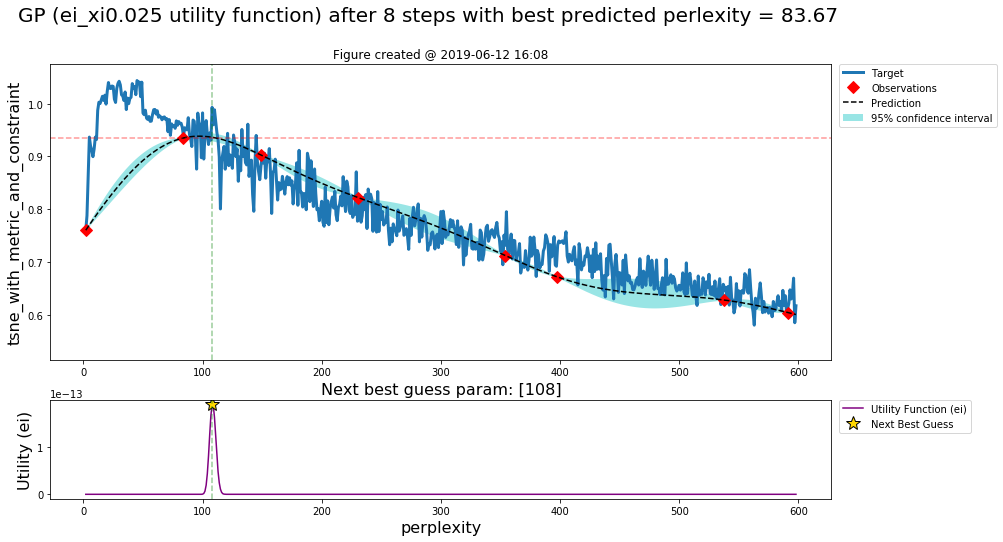 GP (ei_xi0.025 utility function) after 8 steps with best predicted perlexity = 83.67
Figure created @ 2019-06-12 16:08
tsne_with_metric_and_constraint
1.0
0.9
0.8
0.7
0.6
0 100 200 300 400 500 600
Target
Observations
Prediction
95% confidence interval
Next best guess param: [108]
1e−13
Utility (ei)
1
0
0 100 200 300 400 500 600
perplexity
Utility Function (ei)
Next Best Guess